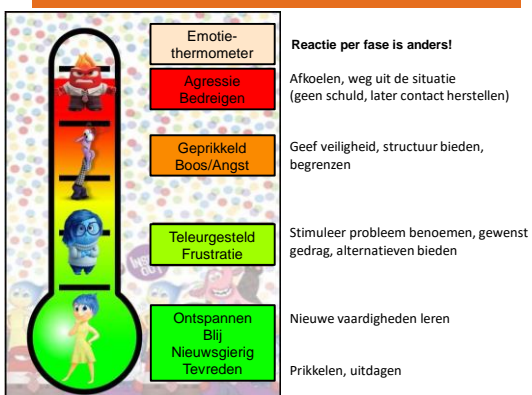 Emotie-
thermometer
Reactie per fase is anders!
Agressie
Bedreigen
Afkoelen, weg uit de situatie
(geen schuld, later contact herstellen)
Geprikkeld
Boos/Angst
Geef veiligheid, structuur bieden,
begrenzen
Teleurgesteld
Frustratie
Stimuleer probleem benoemen, gewenst
gedrag, alternatieven bieden
Ontspannen
Blij
Nieuwsgierig
Tevreden
Nieuwe vaardigheden leren
Prikkelen, uitdagen